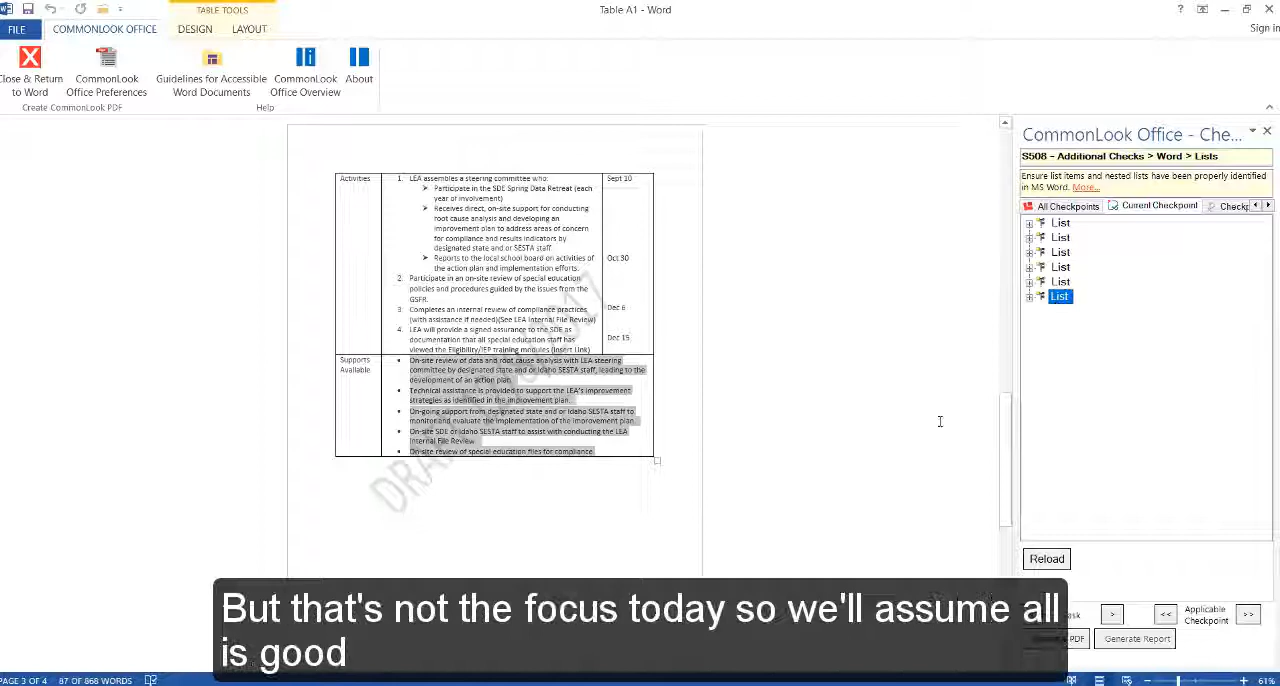 TABLE TOOLS
Table A1 - Word
FILE
COMMONLOOK OFFICE
DESIGN
LAYOUT
Sign in
Close & Return
to Word
CommonLook
Office Preferences
Guidelines for Accessible
Word Documents
CommonLook
Office Overview
About
Create CommonLook PDF
Help
Activities
1. LEA assembles a steering committee who:
➢ Participate in the SDE Spring Data Retreat (each
year of involvement)
➢ Receives direct, on-site support for conducting
root cause analysis and developing an
improvement plan to address areas of concern
for compliance and results indicators by
designated state and/or SESTA staff
➢ Reports to the local school board on activities of
the action plan and implementation efforts.
2. Participate in an on-site review of special education
policies and procedures guided by the issues from the
GSFR.
3. Completes an internal review of compliance practices
(with assistance if needed)(See LEA Internal File Review)
4. LEA will provide a signed assurance to the SDE as
documentation that all special education staff has
viewed the Eligibility/IEP training modules (Insert Link)
Sept 10
Oct 30
Dec 6
Dec 15
Supports
Available
• On-site review of data and root cause analysis with LEA steering
committee by designated state and or Idaho SESTA staff, leading to the
development of an action plan.
• Technical assistance is provided to support the LEA's improvement
strategies as identified in the improvement plan.
• On-going support from designated state and or Idaho SESTA staff to
monitor and evaluate the implementation of the improvement plan.
• On-site SDE or Idaho SESTA staff to assist with conducting the LEA
Internal File Review.
• On-site review of special education files for compliance.
CommonLook Office - Che...
S508 - Additional Checks > Word > Lists
Ensure list items and nested lists have been properly identified
in MS Word. More...
All Checkpoints
Current Checkpoint
Checkp
List
List
List
List
List
List
Reload
>
<<
Applicable
Checkpoint
>>
PDF
Generate Report
But that's not the focus today so we'll assume all
is good
PAGE 3 OF 4
87 OF 868 WORDS
61%